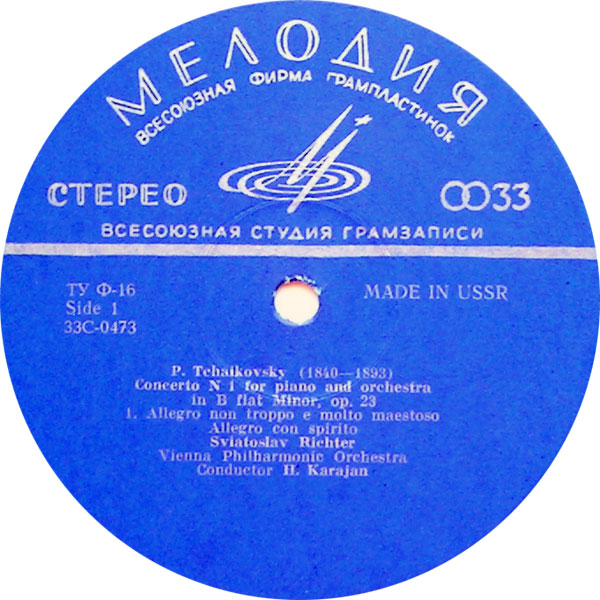 МЕЛОДИЯ
ВСЕСОЮЗНАЯ ФИРМА ГРАМПЛАСТИНОК
СТЕРЕО
33
ВСЕСОЮЗНАЯ СТУДИЯ ГРАМЗАПИСИ
ТУ Ф-16
Side 1
33С-0473
MADE IN USSR
P. Tchaikovsky (1840—1893)
Concerto N 1 for piano and orchestra
in B flat Minor, op. 23
1. Allegro non troppo e molto maestoso
Allegro con spirito
Sviatoslav Richter
Vienna Philharmonic Orchestra
Conductor H. Karajan